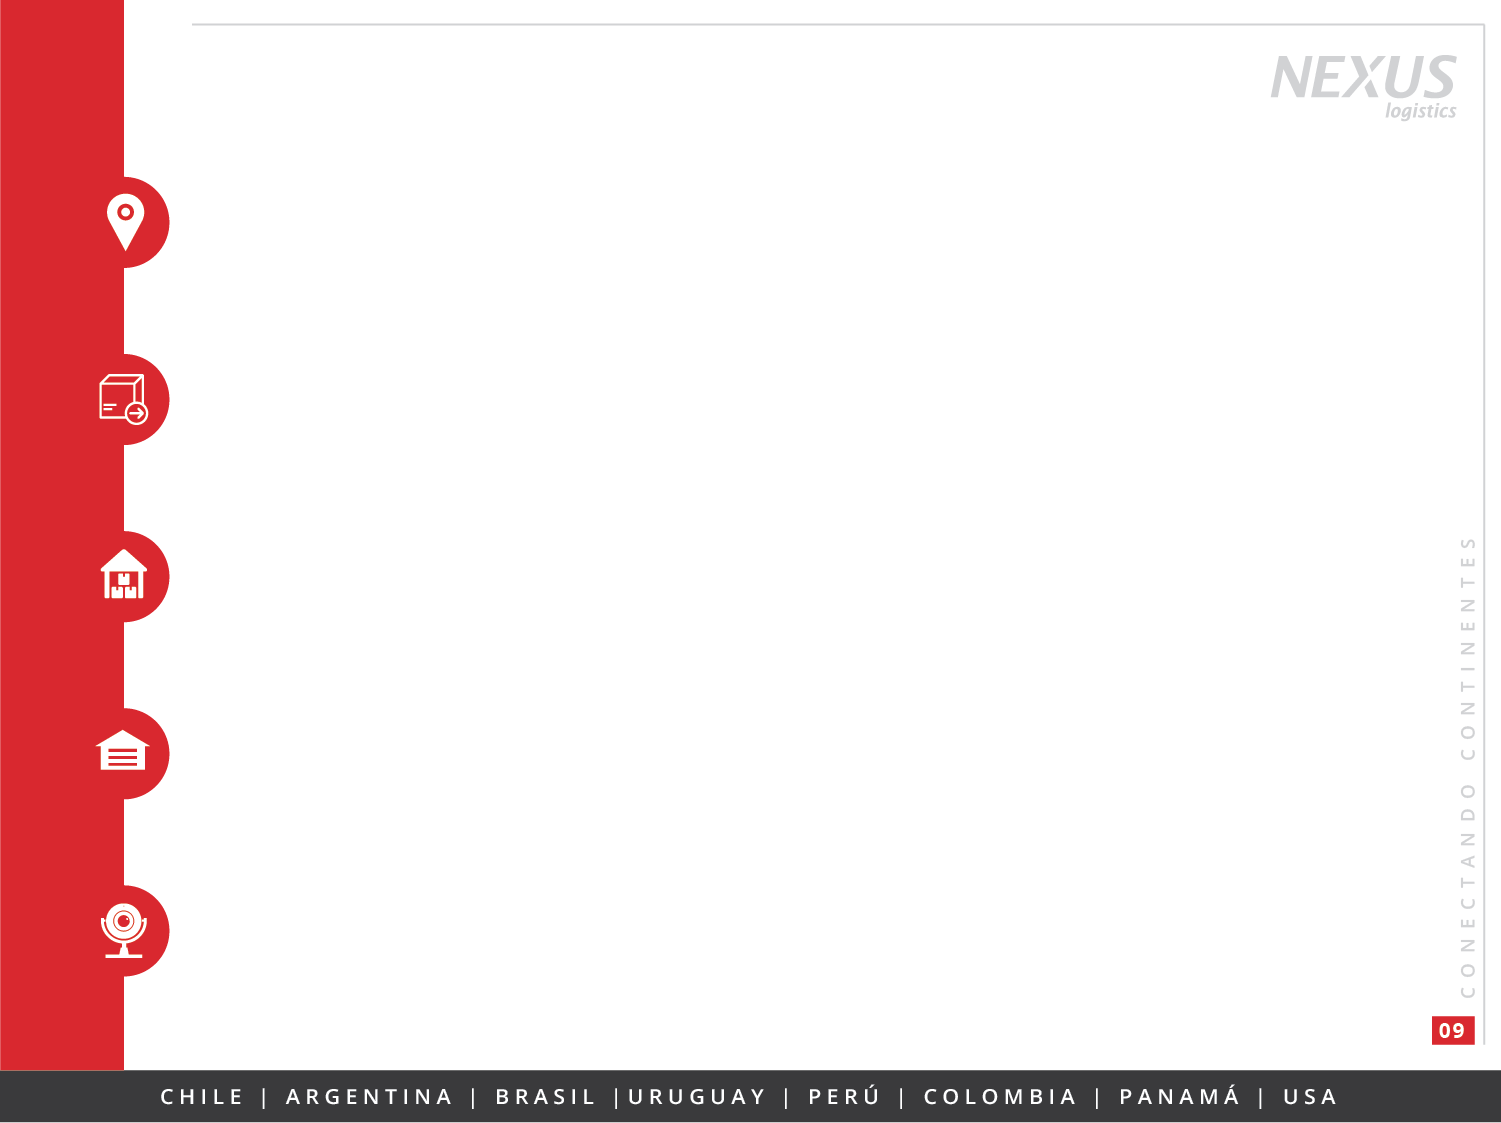 NEXUS
logistics
CONECTANDO CONTINENTES
09
CHILE | ARGENTINA | BRASIL |URUGUAY | PERÚ | COLOMBIA | PANAMÁ | USA